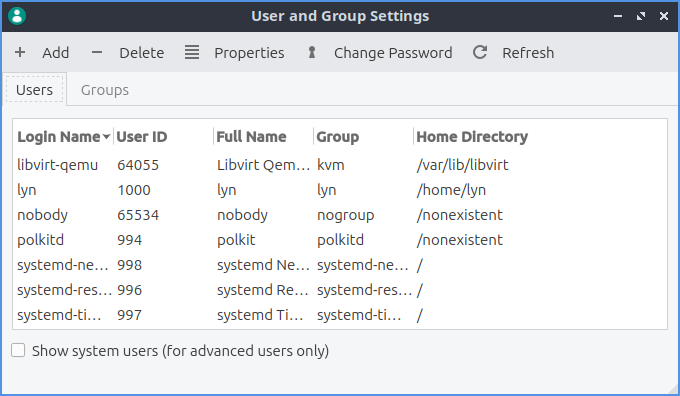 User and Group Settings
Add Delete Properties Change Password Refresh
Users Groups
Login Name User ID Full Name Group Home Directory
libvirt-qemu 64055 Libvirt Qem... kvm /var/lib/libvirt
lyn 1000 lyn lyn /home/lyn
nobody 65534 nobody nogroup /nonexistent
polkitd 994 polkit polkitd /nonexistent
systemd-ne... 998 systemd Ne... systemd-ne... /
systemd-res... 996 systemd Re... systemd-res... /
systemd-ti... 997 systemd Ti... systemd-ti... /
Show system users (for advanced users only)